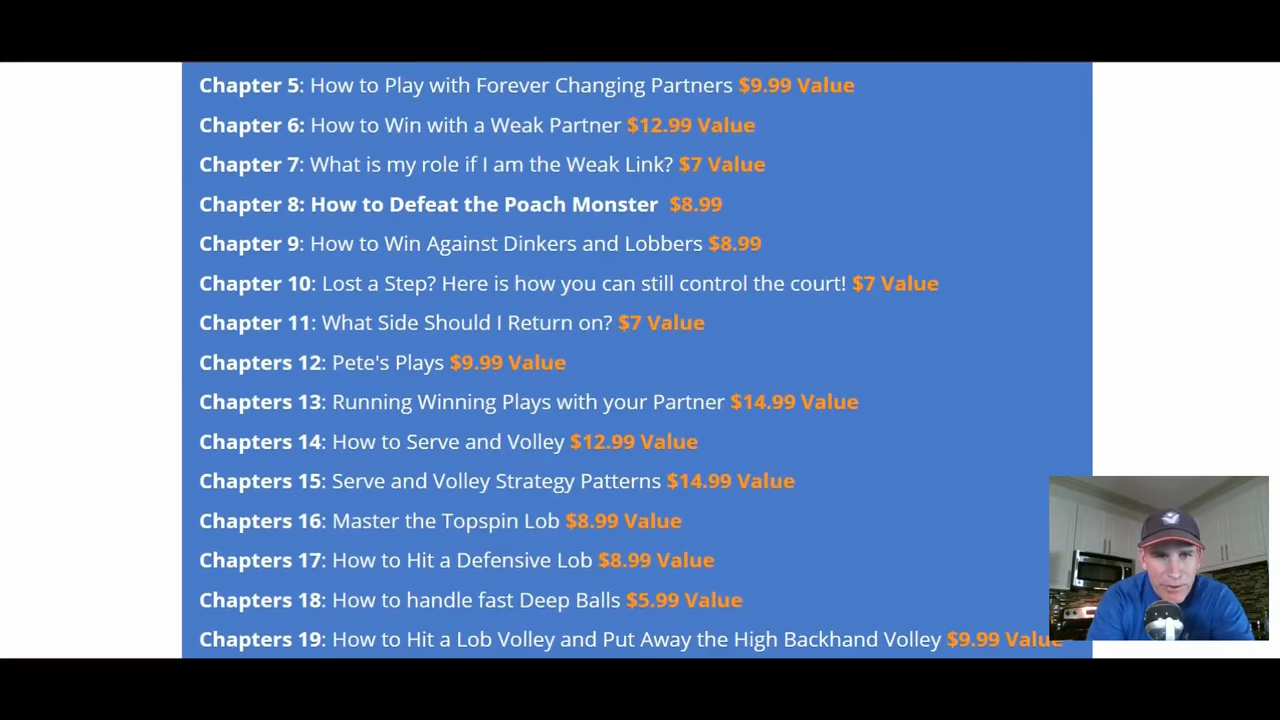 Chapter 5: How to Play with Forever Changing Partners $9.99 Value
Chapter 6: How to Win with a Weak Partner $12.99 Value
Chapter 7: What is my role if I am the Weak Link? $7 Value
Chapter 8: How to Defeat the Poach Monster $8.99
Chapter 9: How to Win Against Dinkers and Lobbers $8.99
Chapter 10: Lost a Step? Here is how you can still control the court! $7 Value
Chapter 11: What Side Should I Return on? $7 Value
Chapters 12: Pete's Plays $9.99 Value
Chapters 13: Running Winning Plays with your Partner $14.99 Value
Chapters 14: How to Serve and Volley $12.99 Value
Chapters 15: Serve and Volley Strategy Patterns $14.99 Value
Chapters 16: Master the Topspin Lob $8.99 Value
Chapters 17: How to Hit a Defensive Lob $8.99 Value
Chapters 18: How to handle fast Deep Balls $5.99 Value
Chapters 19: How to Hit a Lob Volley and Put Away the High Backhand Volley $9.99 Value